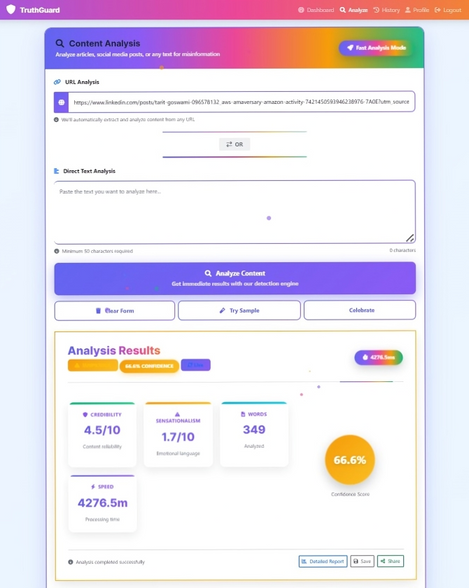 TruthGuard
Dashboard Analyze History Profile Logout
Content Analysis
Analyze articles, social media posts, or any text for misinformation
Fast Analysis Mode
URL Analysis
https://www.linkedin.com/posts/tarit-goswami-096578132_aws-amaversary-amazon-activity-7421450593946238976-7A0E?utm_source
We'll automatically extract and analyze content from any URL
OR
Direct Text Analysis
Paste the text you want to analyze here...
Minimum 30 characters required
0 characters
Analyze Content
Get immediate results with our detection engine
Clear Form
Try Sample
Celebrate
Analysis Results
66.6% CONFIDENCE
4276.5ms
CREDIBILITY
4.5/10
Content reliability
SENSATIONALISM
1.7/10
Emotional language
WORDS
349
Analyzed
SPEED
4276.5m
Processing time
66.6%
Confidence Score
Analysis completed successfully
Detailed Report
Save
Share